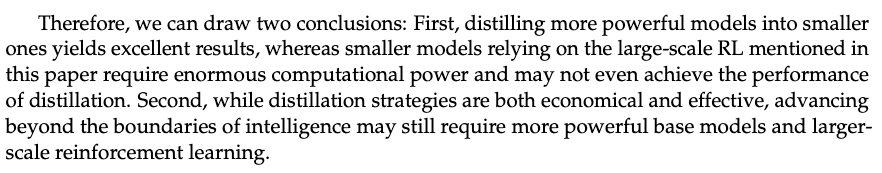 Therefore, we can draw two conclusions: First, distilling more powerful models into smaller
ones yields excellent results, whereas smaller models relying on the large-scale RL mentioned in
this paper require enormous computational power and may not even achieve the performance
of distillation. Second, while distillation strategies are both economical and effective, advancing
beyond the boundaries of intelligence may still require more powerful base models and larger-
scale reinforcement learning.